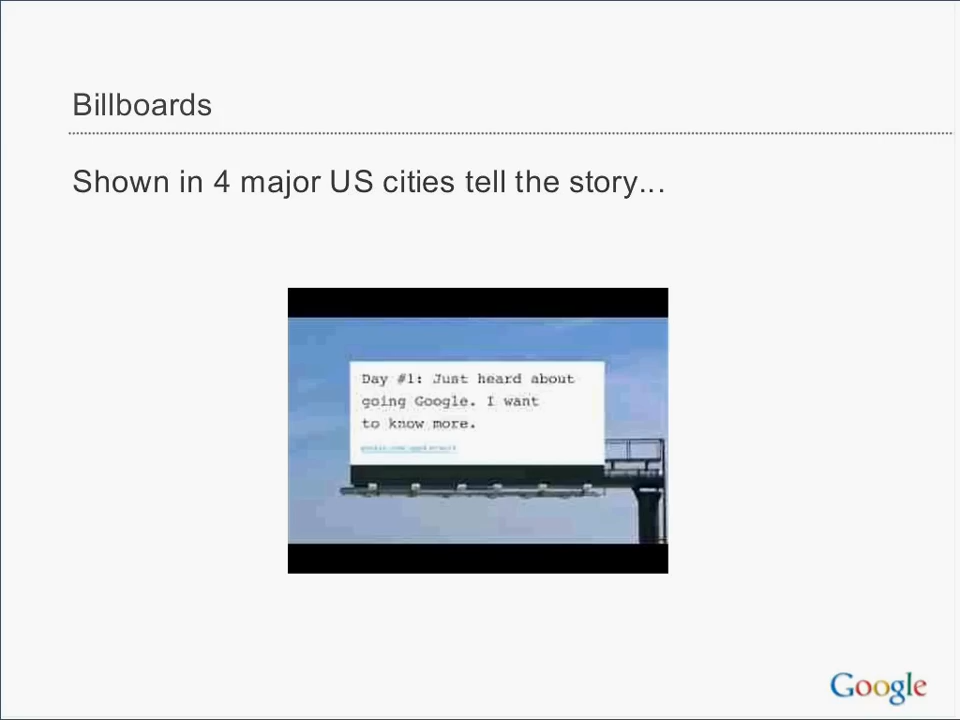 Billboards
Shown in 4 major US cities tell the story...
Day #1: Just heard about
going Google. I want
to know more.
Google